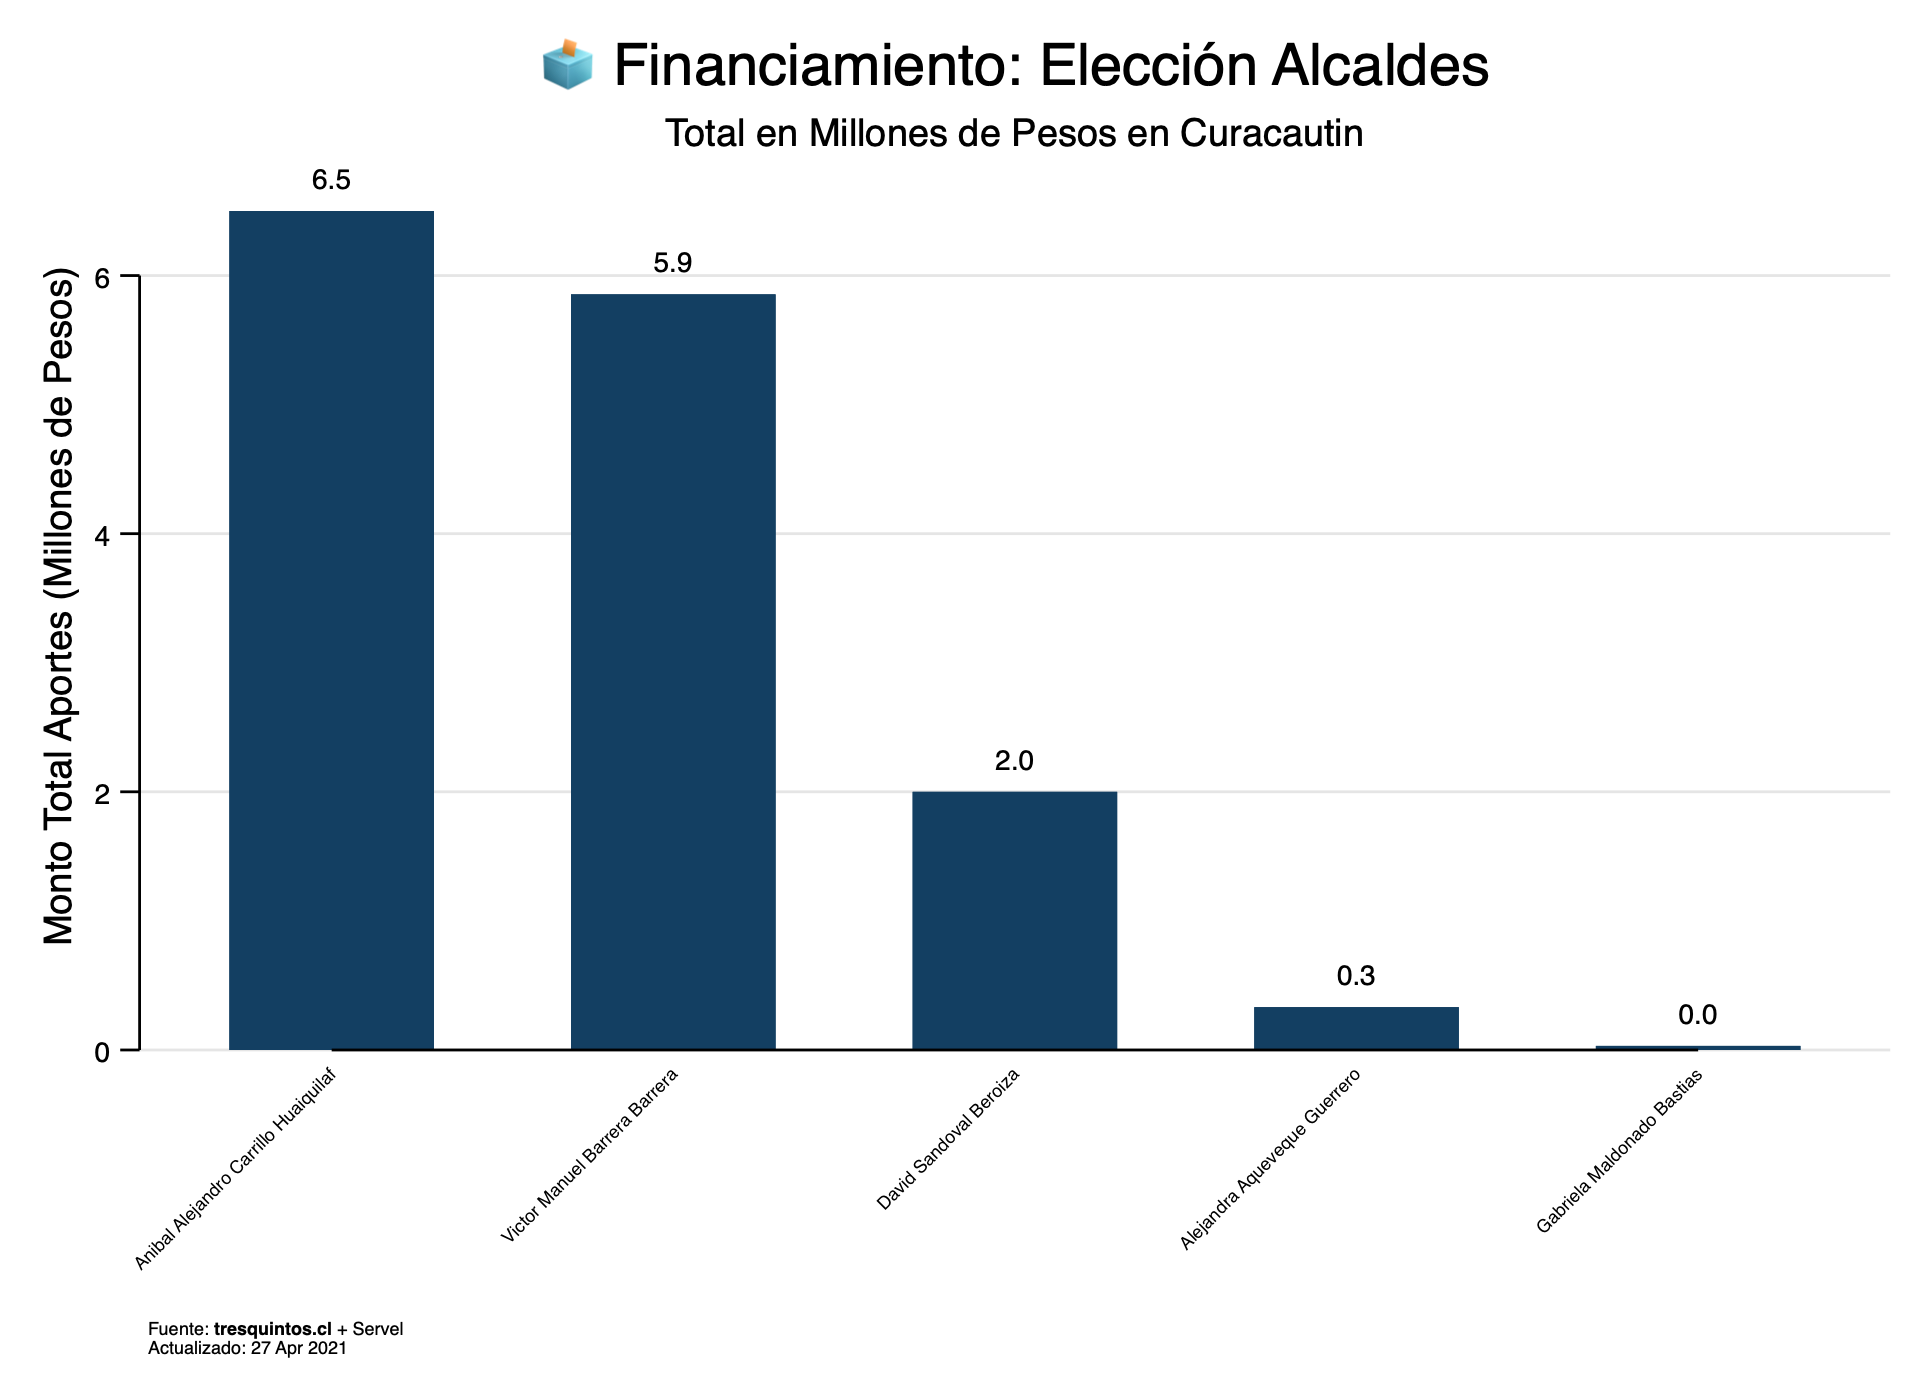 Financiamiento: Elección Alcaldes
Total en Millones de Pesos en Curacautin
Monto Total Aportes (Millones de Pesos)
6
4
2
0
6.5
5.9
2.0
0.3
0.0
Anibal Alejandro Carrillo Huaiquilaf
Victor Manuel Barrera Barrera
David Sandoval Beroiza
Alejandra Aqueveque Guerrero
Gabriela Maldonado Bastias
Fuente: tresquintos.cl + Servel
Actualizado: 27 Apr 2021